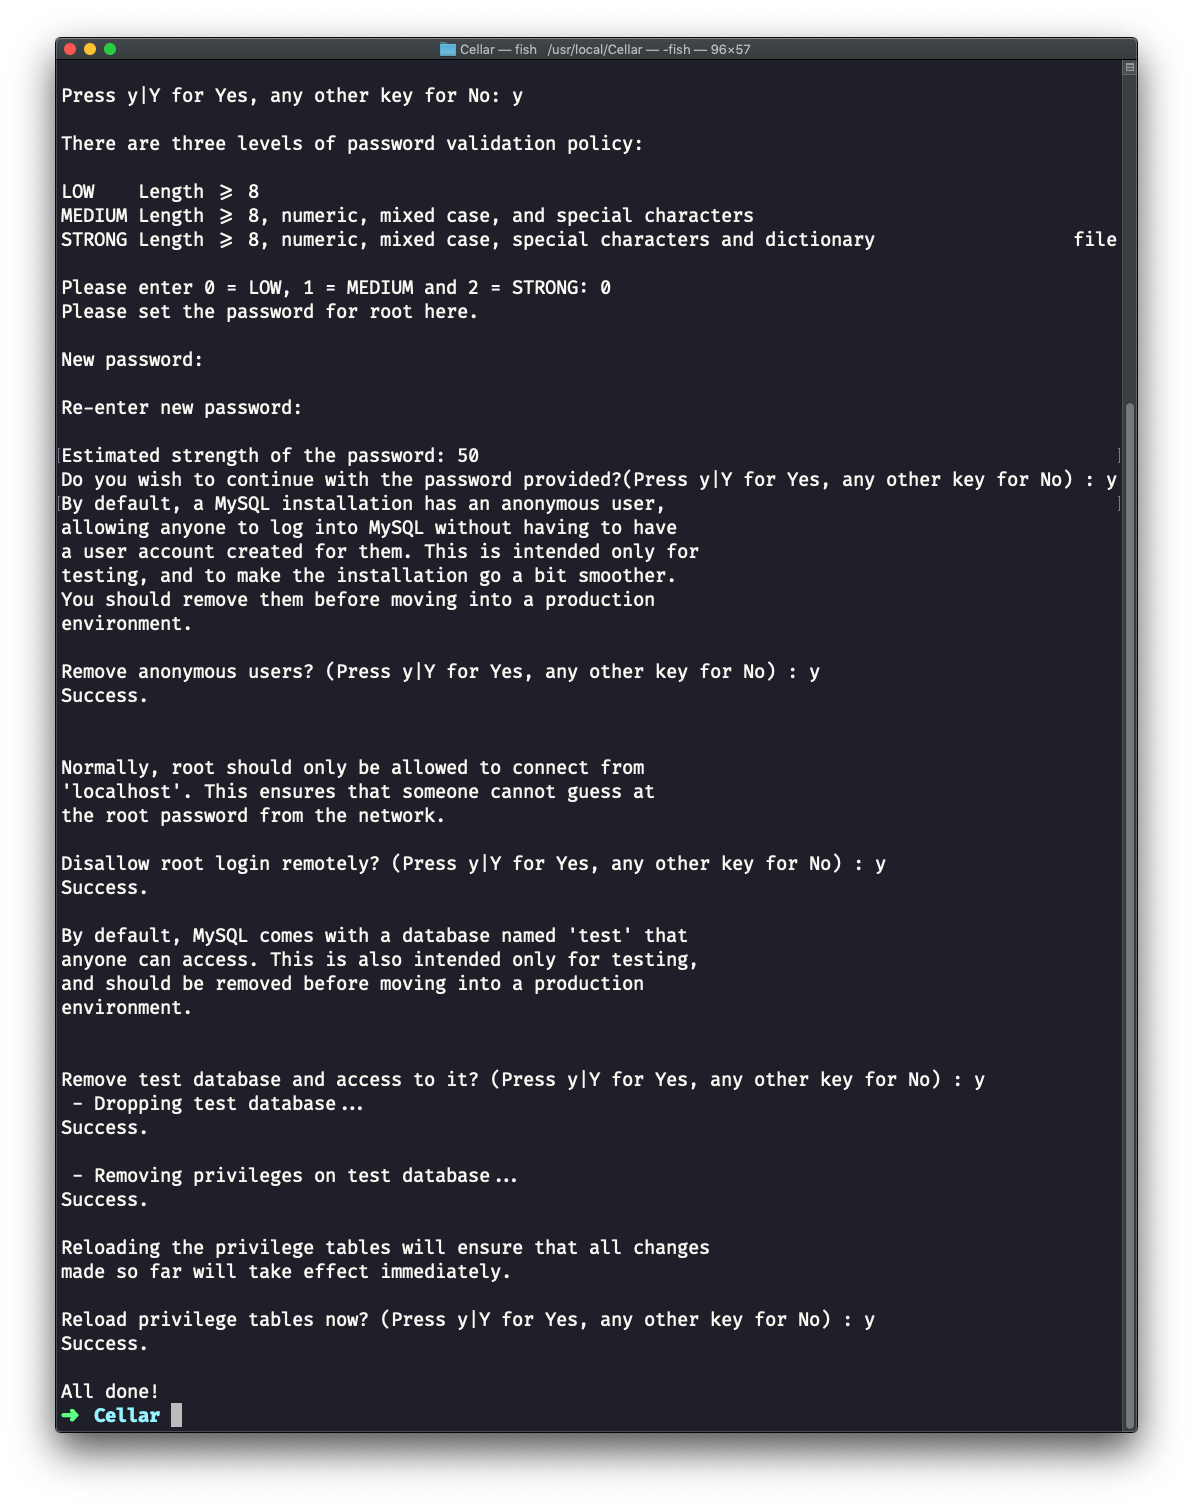 Cellar — fish /usr/local/Cellar — -fish — 96×57
Press y|Y for Yes, any other key for No: y
There are three levels of password validation policy:
LOW    Length ≥ 8
MEDIUM Length ≥ 8, numeric, mixed case, and special characters
STRONG Length ≥ 8, numeric, mixed case, special characters and dictionary                  file
Please enter 0 = LOW, 1 = MEDIUM and 2 = STRONG: 0
Please set the password for root here.
New password:
Re-enter new password:
[Estimated strength of the password: 50 ]
Do you wish to continue with the password provided?(Press y|Y for Yes, any other key for No) : y
[By default, a MySQL installation has an anonymous user, ]
allowing anyone to log into MySQL without having to have
a user account created for them. This is intended only for
testing, and to make the installation go a bit smoother.
You should remove them before moving into a production
environment.
Remove anonymous users? (Press y|Y for Yes, any other key for No) : y
Success.
Normally, root should only be allowed to connect from
'localhost'. This ensures that someone cannot guess at
the root password from the network.
Disallow root login remotely? (Press y|Y for Yes, any other key for No) : y
Success.
By default, MySQL comes with a database named 'test' that
anyone can access. This is also intended only for testing,
and should be removed before moving into a production
environment.
Remove test database and access to it? (Press y|Y for Yes, any other key for No) : y
 - Dropping test database...
Success.
 - Removing privileges on test database...
Success.
Reloading the privilege tables will ensure that all changes
made so far will take effect immediately.
Reload privilege tables now? (Press y|Y for Yes, any other key for No) : y
Success.
All done!
➜ Cellar